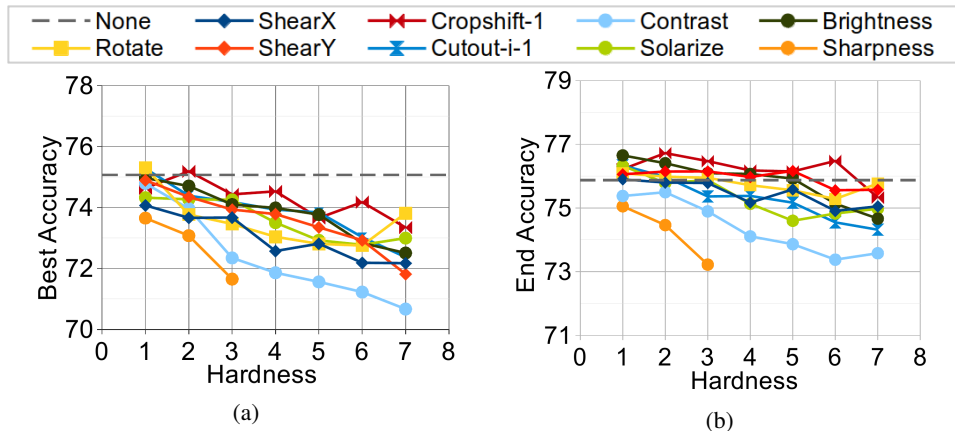 None ShearX Cropshift-1 Contrast Brightness
Rotate ShearY Cutout-i-1 Solarize Sharpness
78
76
74
72
70
Best Accuracy
0 1 2 3 4 5 6 7 8
Hardness
(a)
79
77
75
73
71
End Accuracy
0 1 2 3 4 5 6 7 8
Hardness
(b)